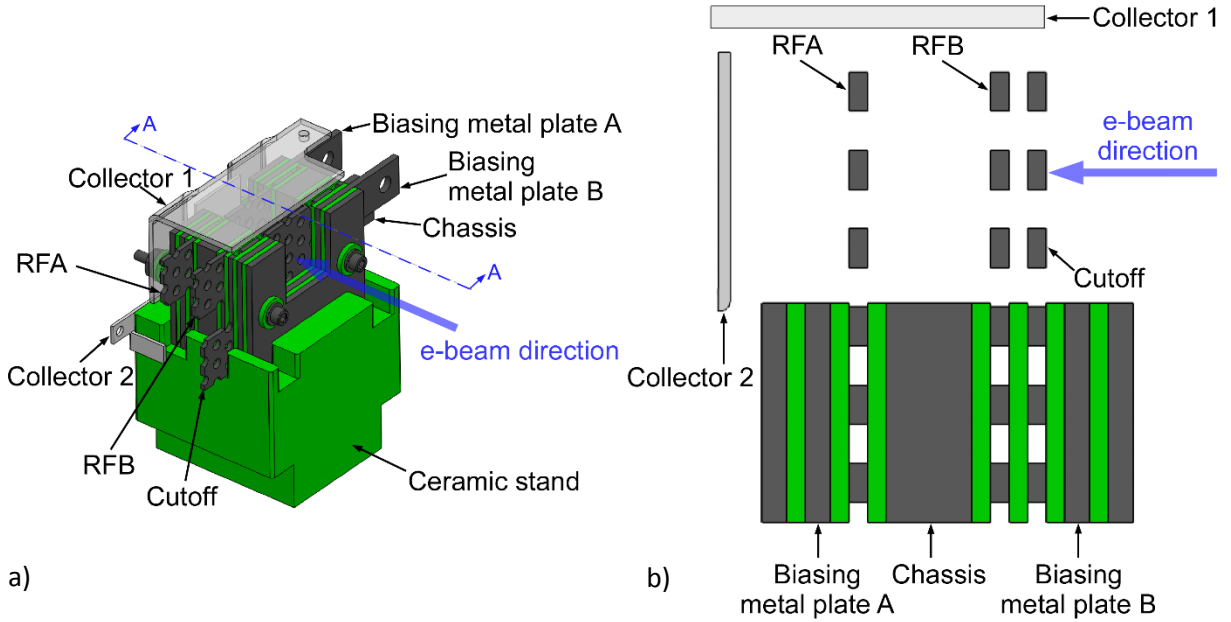 A
Biasing metal plate A
Biasing
metal plate B
Collector 1
Chassis
RFA
A
e-beam direction
Collector 2
RFB
Cutoff
Ceramic stand
a)
Collector 1
RFA
RFB
e-beam
direction
Cutoff
Collector 2
Biasing
metal plate A
Chassis
Biasing
metal plate B
b)